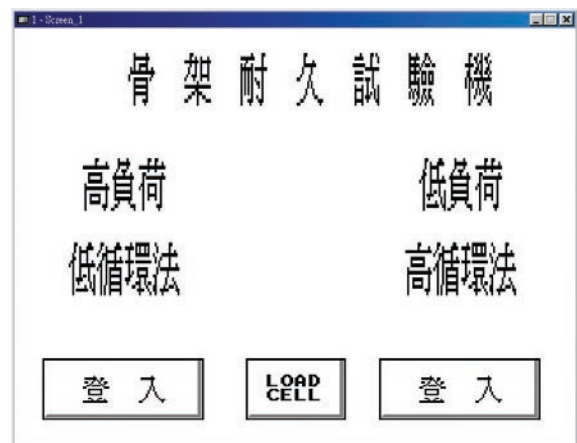 1 - Screen_1
骨架耐久試驗機
高負荷
低循環法
低負荷
高循環法
登入
LOAD
CELL
登入